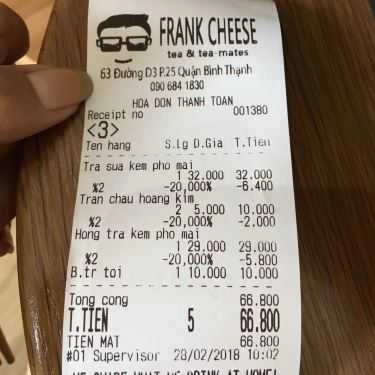 FRANK CHEESE
tea & tea-mates
63 Đường D3 P.25 Quận Bình Thạnh
090 684 1830
HOA DON THANH TOAN
Receipt no 001380
<3>
Ten hang S.Lg D.Gia T.Tien
Tra sua kem pho mai
1 32.000 32.000
%2 -20,000% -6.400
Tran chau hoang kim
2 5.000 10.000
%2 -20,000% -2.000
Hong tra kem pho mai
1 29.000 29.000
%2 -20,000% -5.800
B.tr toi 1 10.000 10.000
Tong cong 66.800
T.TIEN 5 66.800
TIEN MAT 66.800
#01 Supervisor 28/02/2018 10:02